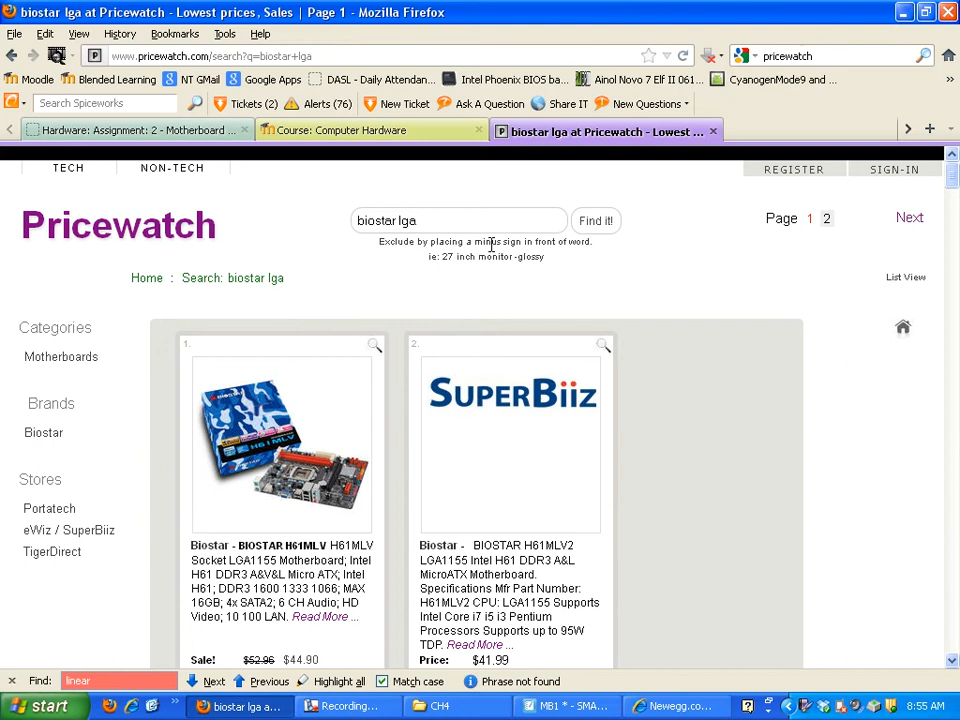 biostar lga at Pricewatch - Lowest prices, Sales | Page 1 - Mozilla Firefox
File Edit View History Bookmarks Tools Help
www.pricewatch.com/search?q=biostar+lga
pricewatch
Moodle Blended Learning NT GMail Google Apps DASL - Daily Attendan... Intel Phoenix BIOS ba... Ainol Novo 7 Elf II 061... CyanogenMode9 and ...
Search Spiceworks Tickets (2) Alerts (76) New Ticket Ask A Question Share IT New Questions
Hardware: Assignment: 2 - Motherboard ... Course: Computer Hardware biostar lga at Pricewatch - Lowest ...
TECH NON-TECH REGISTER SIGN-IN
Pricewatch
biostar lga Find it!
Page 1 2 Next
Exclude by placing a minus sign in front of word.
ie: 27 inch monitor -glossy
Home : Search: biostar lga
List View
Categories
Motherboards
Brands
Biostar
Stores
Portatech
eWiz / SuperBiiz
TigerDirect
1.
BIOSTAR
H61MLV
Biostar - BIOSTAR H61MLV H61MLV
Socket LGA1155 Motherboard; Intel
H61 DDR3 A&V&L Micro ATX; Intel
H61; DDR3 1600 1333 1066; MAX
16GB; 4x SATA2; 6 CH Audio; HD
Video; 10 100 LAN. Read More ...
Sale! $52.96 $44.90
2.
SUPERBiiz
Biostar - BIOSTAR H61MLV2
LGA1155 Intel H61 DDR3 A&L
MicroATX Motherboard.
Specifications Mfr Part Number:
H61MLV2 CPU: LGA1155 Supports
Intel Core i7 i5 i3 Pentium
Processors Supports up to 95W
TDP. Read More ...
Price: $41.99
Find: linear Next Previous Highlight all Match case Phrase not found
start biostar lga a... Recording... CH4 MB1 * - SMA... Newegg.co... 8:55 AM